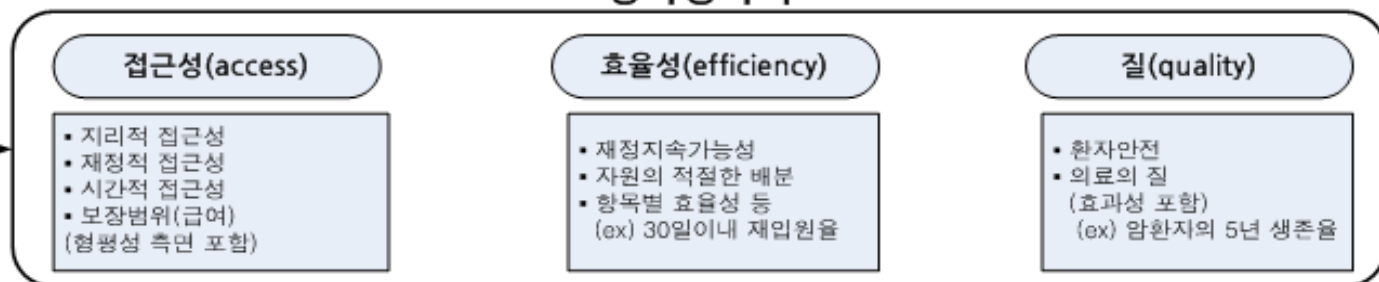 접근성(access)
▪ 지리적 접근성
▪ 재정적 접근성
▪ 시간적 접근성
▪ 보장범위(급여)
(형평성 측면 포함)
효율성(efficiency)
▪ 재정지속가능성
▪ 자원의 적절한 배분
▪ 항목별 효율성 등
(ex) 30일이내 재입원율
질(quality)
▪ 환자안전
▪ 의료의 질
(효과성 포함)
(ex) 암환자의 5년 생존율